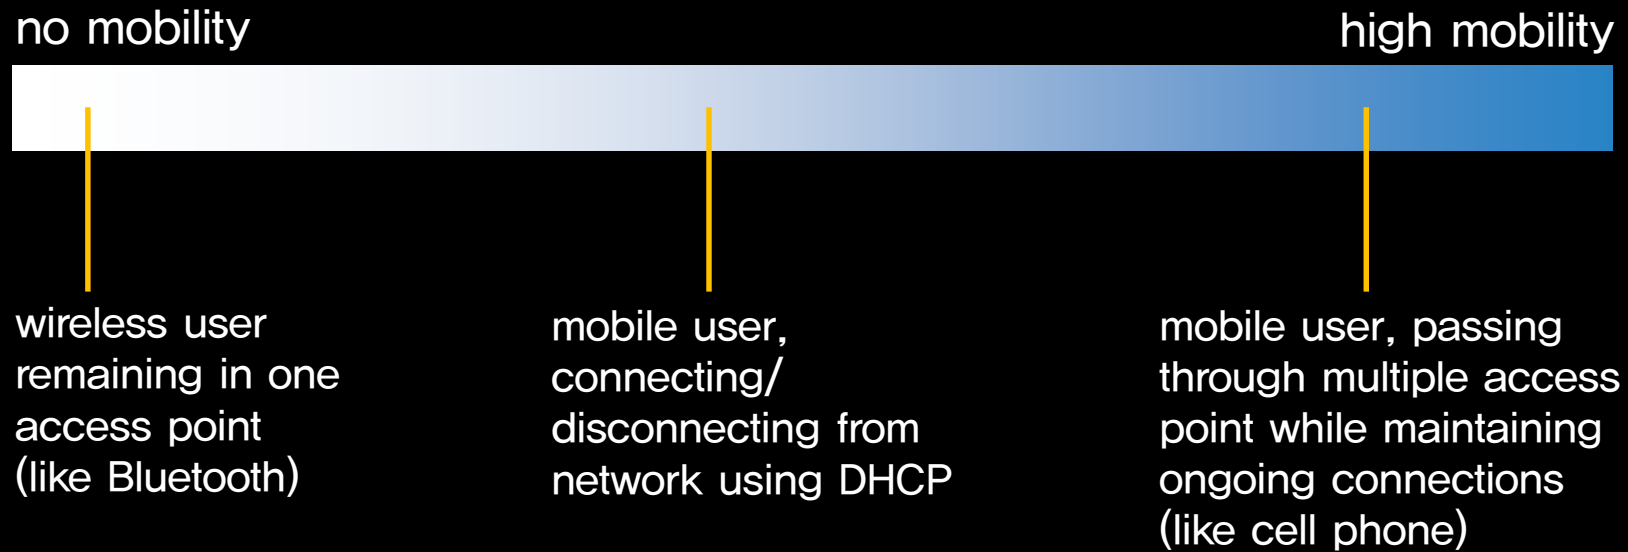 no mobility
high mobility
wireless user
remaining in one
access point
(like Bluetooth)
mobile user,
connecting/
disconnecting from
network using DHCP
mobile user, passing
through multiple access
point while maintaining
ongoing connections
(like cell phone)